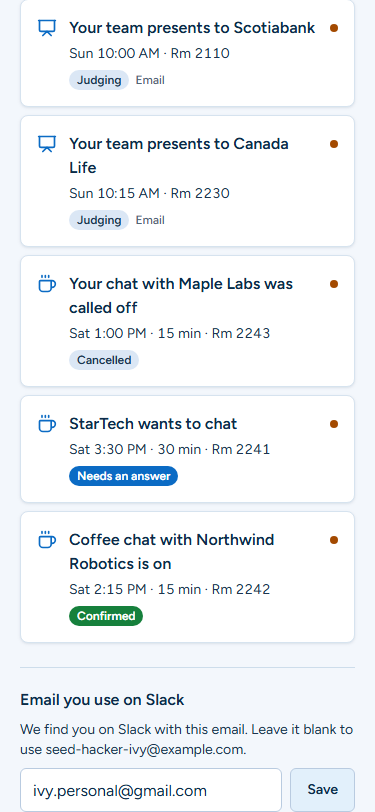 Your team presents to Scotiabank
Sun 10:00 AM · Rm 2110
Judging Email
Your team presents to Canada
Life
Sun 10:15 AM · Rm 2230
Judging Email
Your chat with Maple Labs was
called off
Sat 1:00 PM · 15 min · Rm 2243
Cancelled
StarTech wants to chat
Sat 3:30 PM · 30 min · Rm 2241
Needs an answer
Coffee chat with Northwind
Robotics is on
Sat 2:15 PM · 15 min · Rm 2242
Confirmed
Email you use on Slack
We find you on Slack with this email. Leave it blank to
use seed-hacker-ivy@example.com.
ivy.personal@gmail.com Save